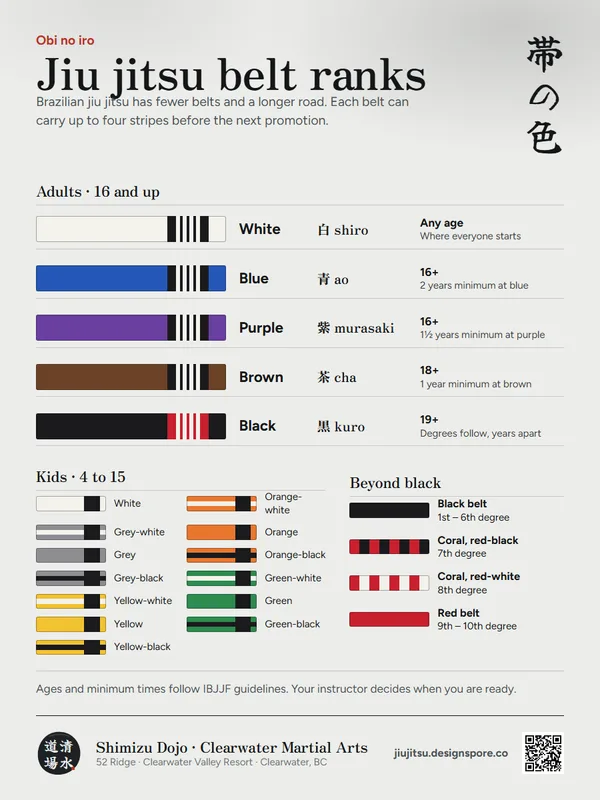 Obi no iro
Jiu jitsu belt ranks
Brazilian jiu jitsu has fewer belts and a longer road. Each belt can
carry up to four stripes before the next promotion.
帯の色
Adults · 16 and up
White 白 shiro Any age
Where everyone starts
Blue 青 ao 16+
2 years minimum at blue
Purple 紫 murasaki 16+
1½ years minimum at purple
Brown 茶 cha 18+
1 year minimum at brown
Black 黒 kuro 19+
Degrees follow, years apart
Kids · 4 to 15
White
Grey-white
Grey
Grey-black
Yellow-white
Yellow
Yellow-black
Orange-
white
Orange
Orange-black
Green-white
Green
Green-black
Beyond black
Black belt
1st – 6th degree
Coral, red-black
7th degree
Coral, red-white
8th degree
Red belt
9th – 10th degree
Ages and minimum times follow IBJJF guidelines. Your instructor decides when you are ready.
清水
道場
Shimizu Dojo · Clearwater Martial Arts
52 Ridge · Clearwater Valley Resort · Clearwater, BC
jiujitsu.designspore.co